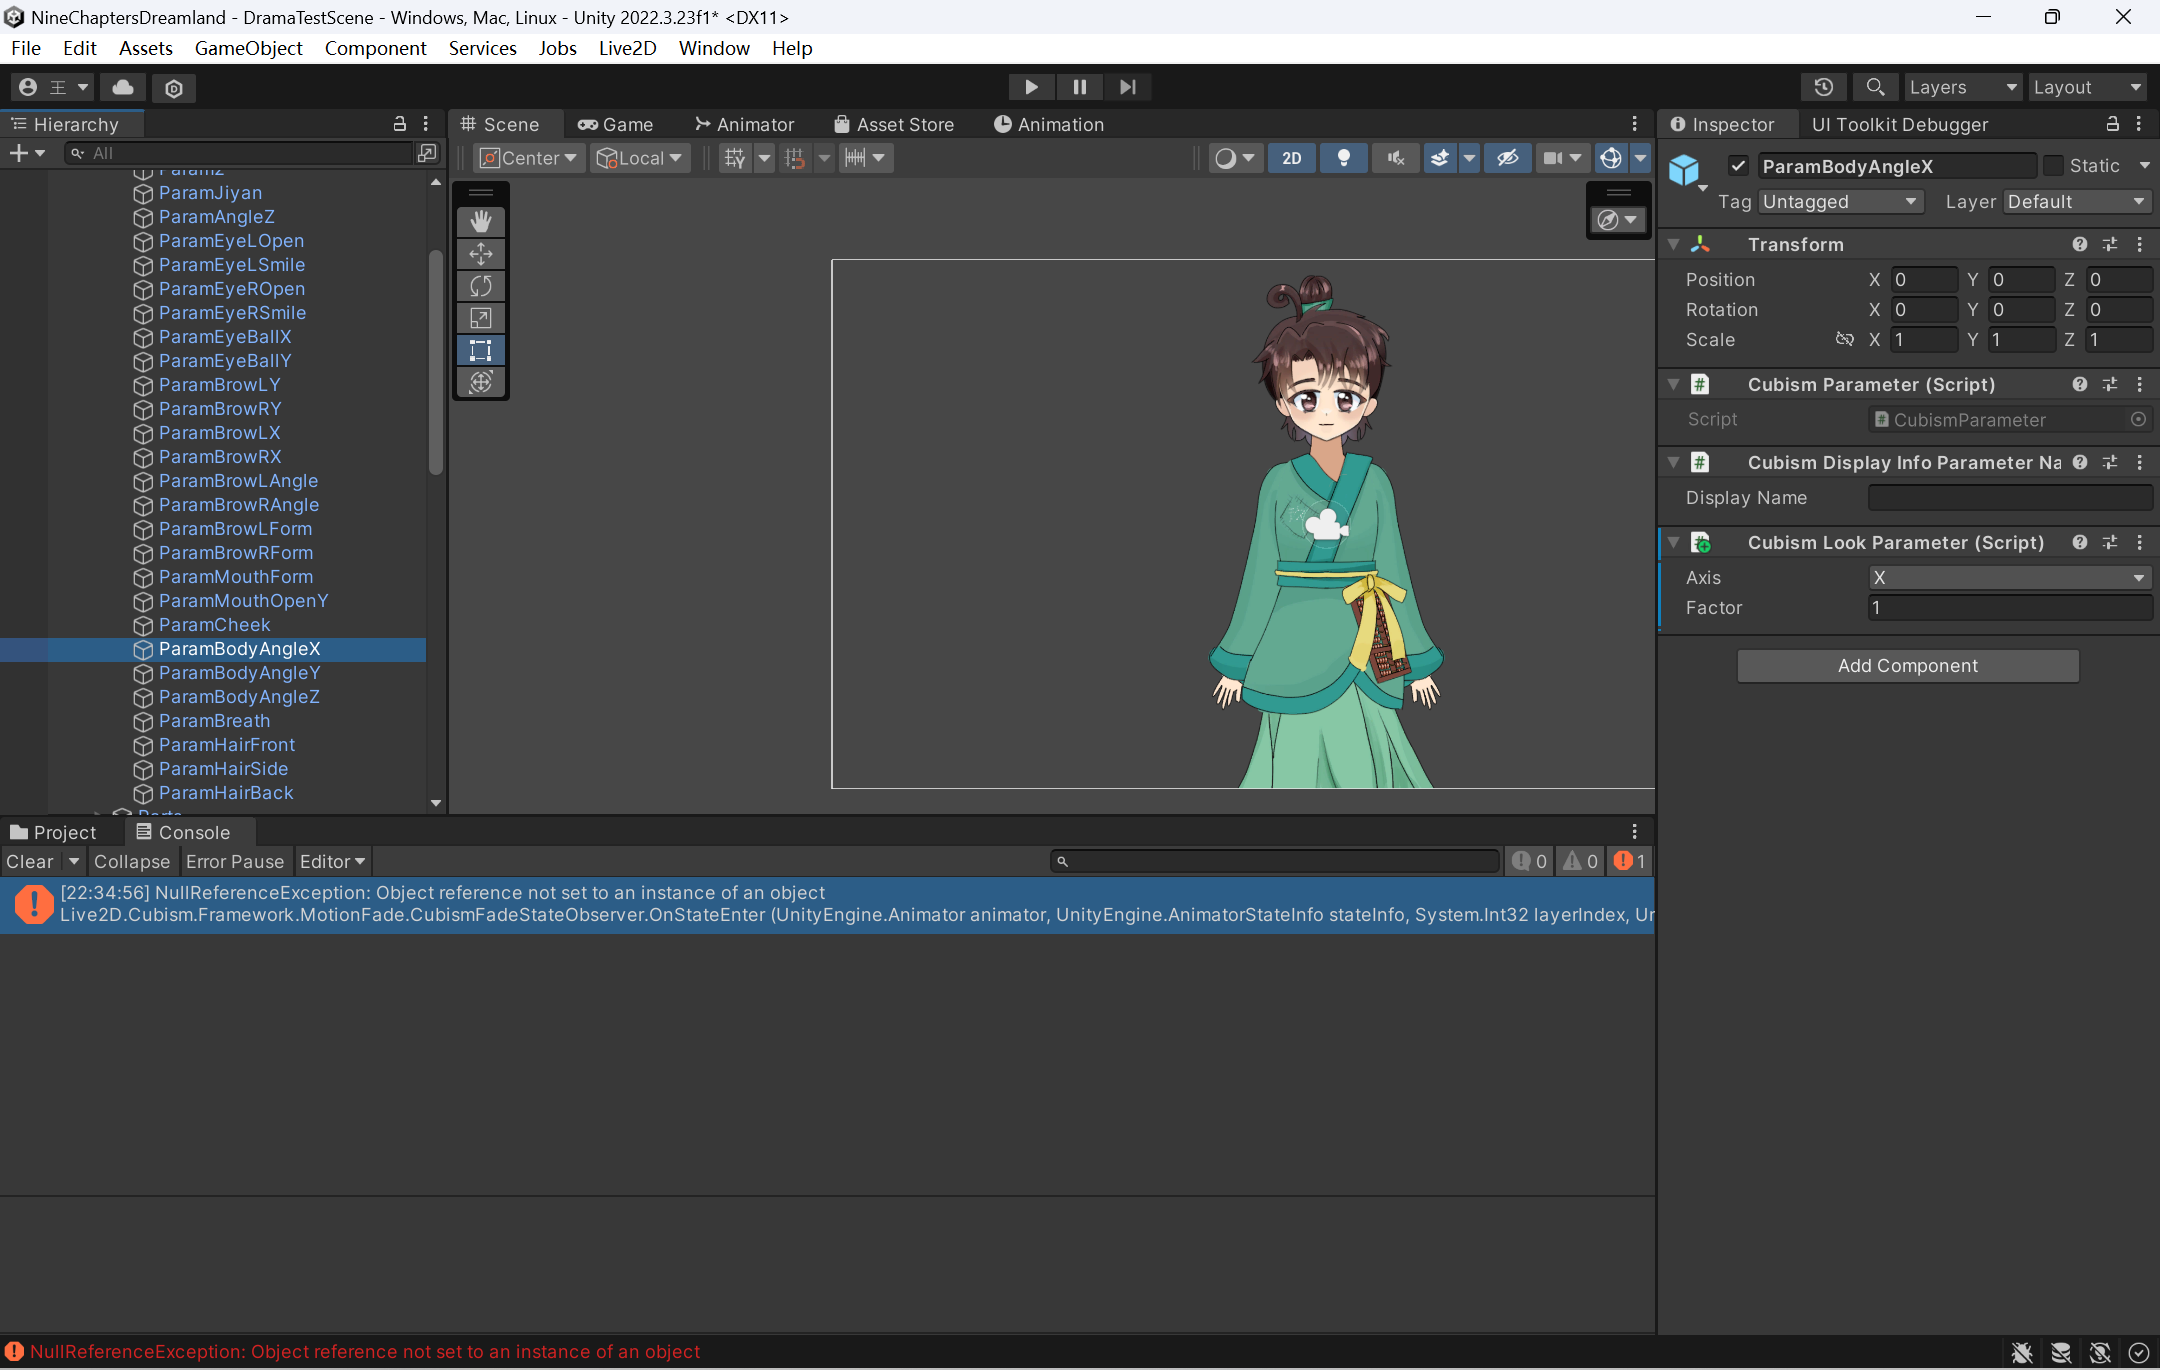 NineChaptersDreamland - DramaTestScene - Windows, Mac, Linux - Unity 2022.3.23f1* <DX11>
File Edit Assets GameObject Component Services Jobs Live2D Window Help
王 Layers Layout
Hierarchy Scene Game Animator Asset Store Animation Inspector UI Toolkit Debugger
All Center Local 2D
ParamBodyAngleX Static
Tag Untagged Layer Default
ParamZ
ParamJiyan
ParamAngleZ
ParamEyeLOpen
ParamEyeLSmile
ParamEyeROpen
ParamEyeRSmile
ParamEyeBallX
ParamEyeBallY
ParamBrowLY
ParamBrowRY
ParamBrowLX
ParamBrowRX
ParamBrowLAngle
ParamBrowRAngle
ParamBrowLForm
ParamBrowRForm
ParamMouthForm
ParamMouthOpenY
ParamCheek
ParamBodyAngleX
ParamBodyAngleY
ParamBodyAngleZ
ParamBreath
ParamHairFront
ParamHairSide
ParamHairBack
Parts
Transform
Position X 0 Y 0 Z 0
Rotation X 0 Y 0 Z 0
Scale X 1 Y 1 Z 1
Cubism Parameter (Script)
Script CubismParameter
Cubism Display Info Parameter Na
Display Name
Cubism Look Parameter (Script)
Axis X
Factor 1
Add Component
Project Console
Clear Collapse Error Pause Editor 0 0 1
[22:34:56] NullReferenceException: Object reference not set to an instance of an object
Live2D.Cubism.Framework.MotionFade.CubismFadeStateObserver.OnStateEnter (UnityEngine.Animator animator, UnityEngine.AnimatorStateInfo stateInfo, System.Int32 layerIndex, Ur
NullReferenceException: Object reference not set to an instance of an object